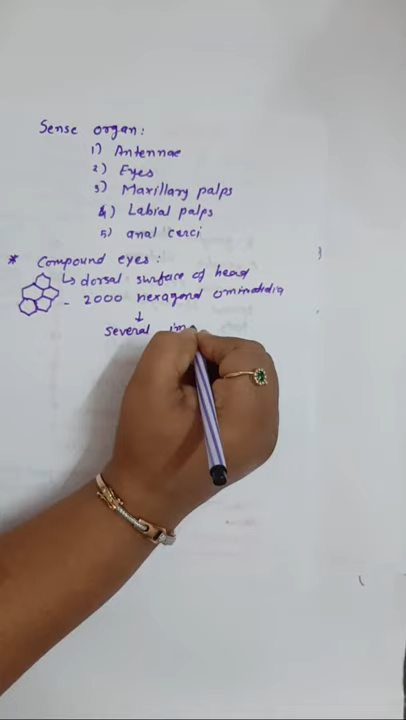 Sense organ:
1) Antennae
2) Eyes
3) Maxillary palps
4) Labial palps
5) anal cerci
* Compound eyes:
↳ dorsal surface of head
- 2000 hexagonal
↓
Several